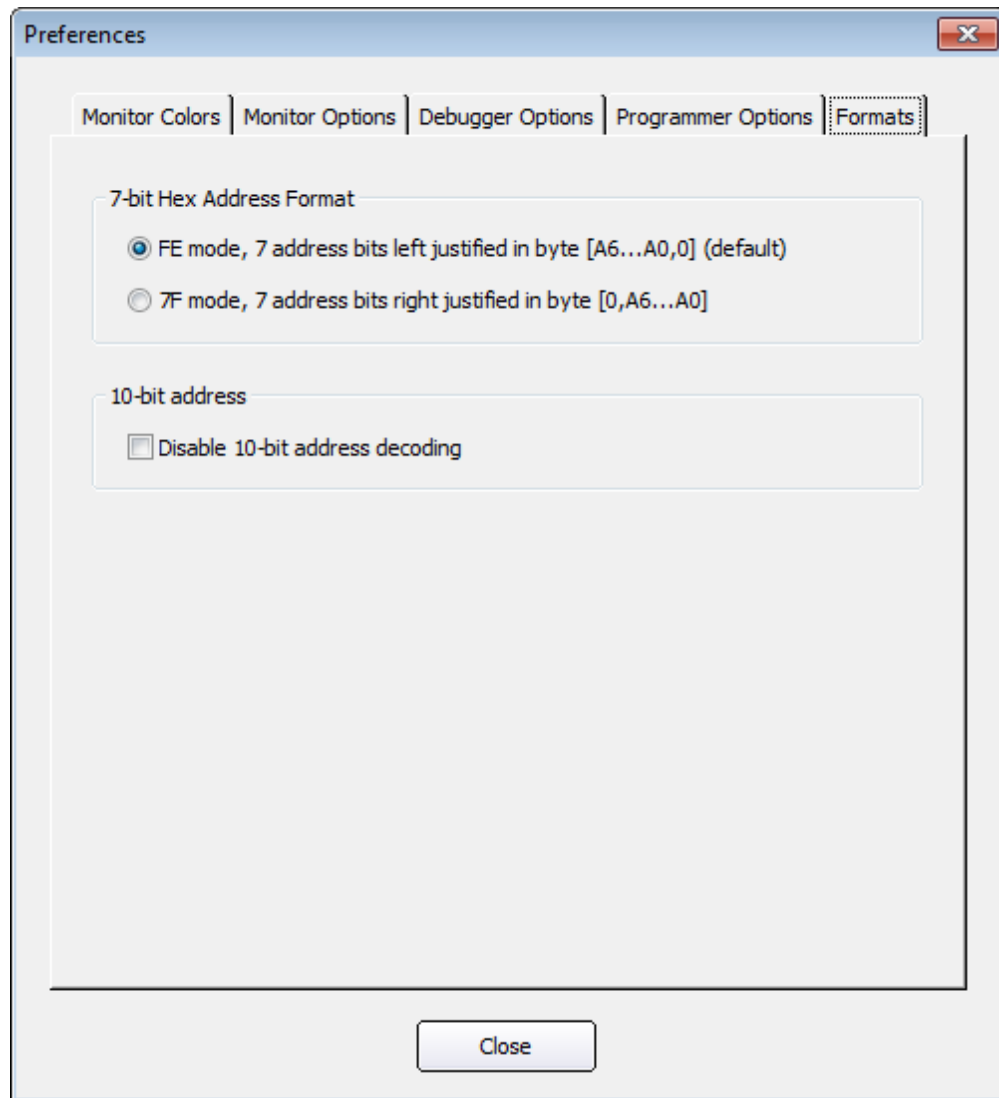 Preferences
Monitor Colors Monitor Options Debugger Options Programmer Options Formats
7-bit Hex Address Format
FE mode, 7 address bits left justified in byte [A6...A0,0] (default)
7F mode, 7 address bits right justified in byte [0,A6...A0]
10-bit address
Disable 10-bit address decoding
Close